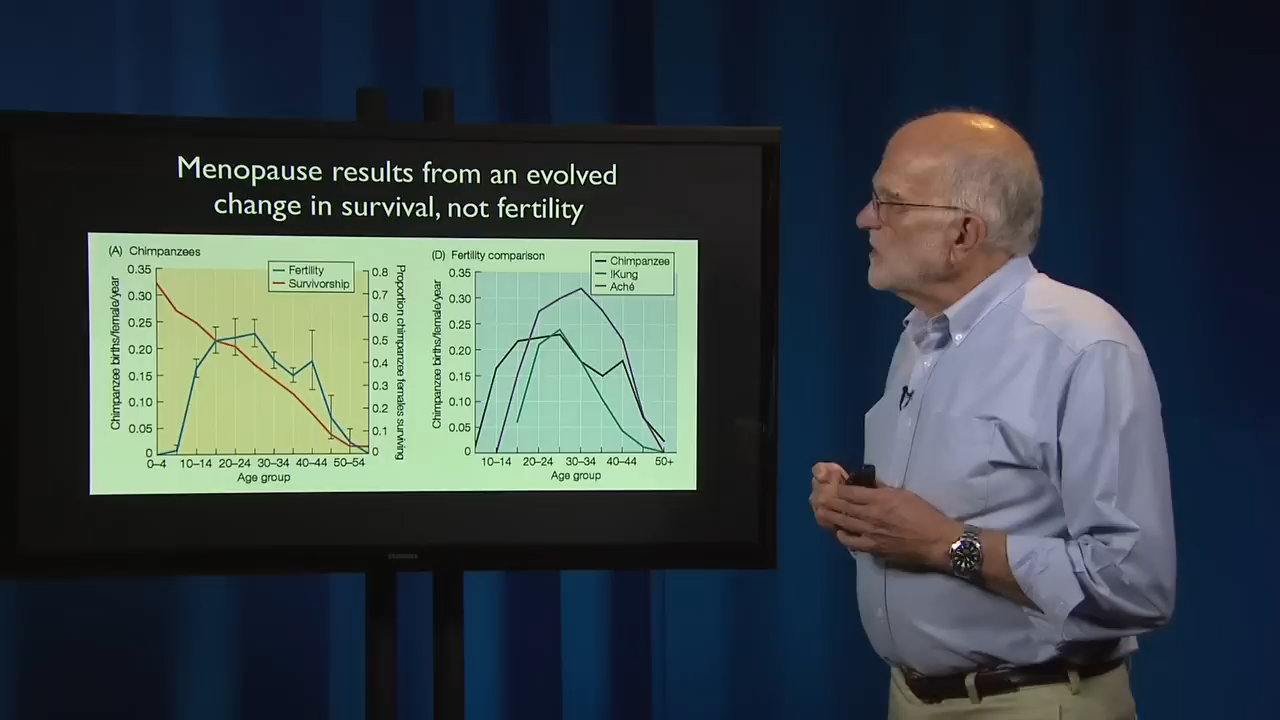 Menopause results from an evolved
change in survival, not fertility
(A) Chimpanzees
Fertility
Survivorship
Chimpanzee births/female/year
0.35
0.30
0.25
0.20
0.15
0.10
0.05
0
0.8
0.7
0.6
0.5
0.4
0.3
0.2
0.1
0
Proportion chimpanzee females surviving
0–4 10–14 20–24 30–34 40–44 50–54
Age group
(D) Fertility comparison
Chimpanzee
!Kung
Aché
Chimpanzee births/female/year
0.35
0.30
0.25
0.20
0.15
0.10
0.05
0
10–14 20–24 30–34 40–44 50+
Age group
SAMSUNG